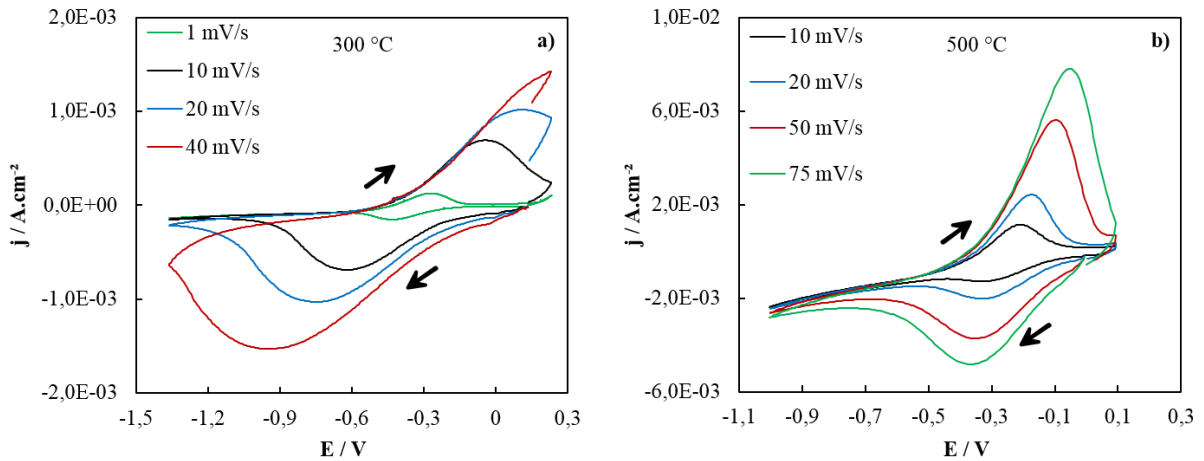 2,0E-03
1,0E-03
0,0E+00
-1,0E-03
-2,0E-03
j / A.cm⁻²
1 mV/s
10 mV/s
20 mV/s
40 mV/s
300 °C
a)
-1,5
-1,2
-0,9
-0,6
-0,3
0
0,3
E / V
1,0E-02
6,0E-03
2,0E-03
-2,0E-03
-6,0E-03
j / A.cm⁻²
10 mV/s
20 mV/s
50 mV/s
75 mV/s
500 °C
b)
-1,1
-0,9
-0,7
-0,5
-0,3
-0,1
0,1
0,3
E / V